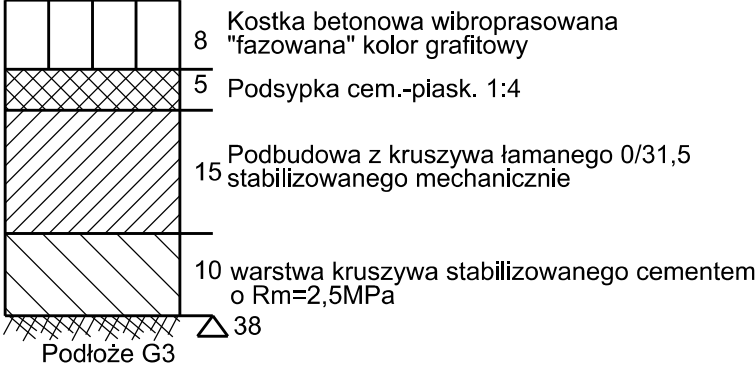 8 Kostka betonowa wibroprasowana
"fazowana" kolor grafitowy
5 Podsypka cem.-piask. 1:4
15 Podbudowa z kruszywa łamanego 0/31,5
stabilizowanego mechanicznie
10 warstwa kruszywa stabilizowanego cementem
o Rm=2,5MPa
38
Podłoże G3